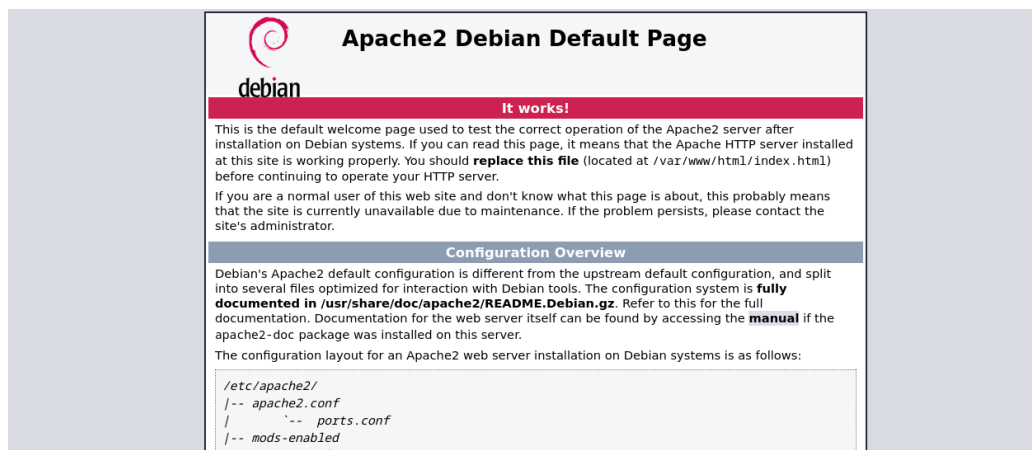 debian
Apache2 Debian Default Page
It works!
This is the default welcome page used to test the correct operation of the Apache2 server after
installation on Debian systems. If you can read this page, it means that the Apache HTTP server installed
at this site is working properly. You should replace this file (located at /var/www/html/index.html)
before continuing to operate your HTTP server.
If you are a normal user of this web site and don't know what this page is about, this probably means
that the site is currently unavailable due to maintenance. If the problem persists, please contact the
site's administrator.
Configuration Overview
Debian's Apache2 default configuration is different from the upstream default configuration, and split
into several files optimized for interaction with Debian tools. The configuration system is fully
documented in /usr/share/doc/apache2/README.Debian.gz. Refer to this for the full
documentation. Documentation for the web server itself can be found by accessing the manual if the
apache2-doc package was installed on this server.
The configuration layout for an Apache2 web server installation on Debian systems is as follows:
/etc/apache2/
|-- apache2.conf
|       `--  ports.conf
|-- mods-enabled